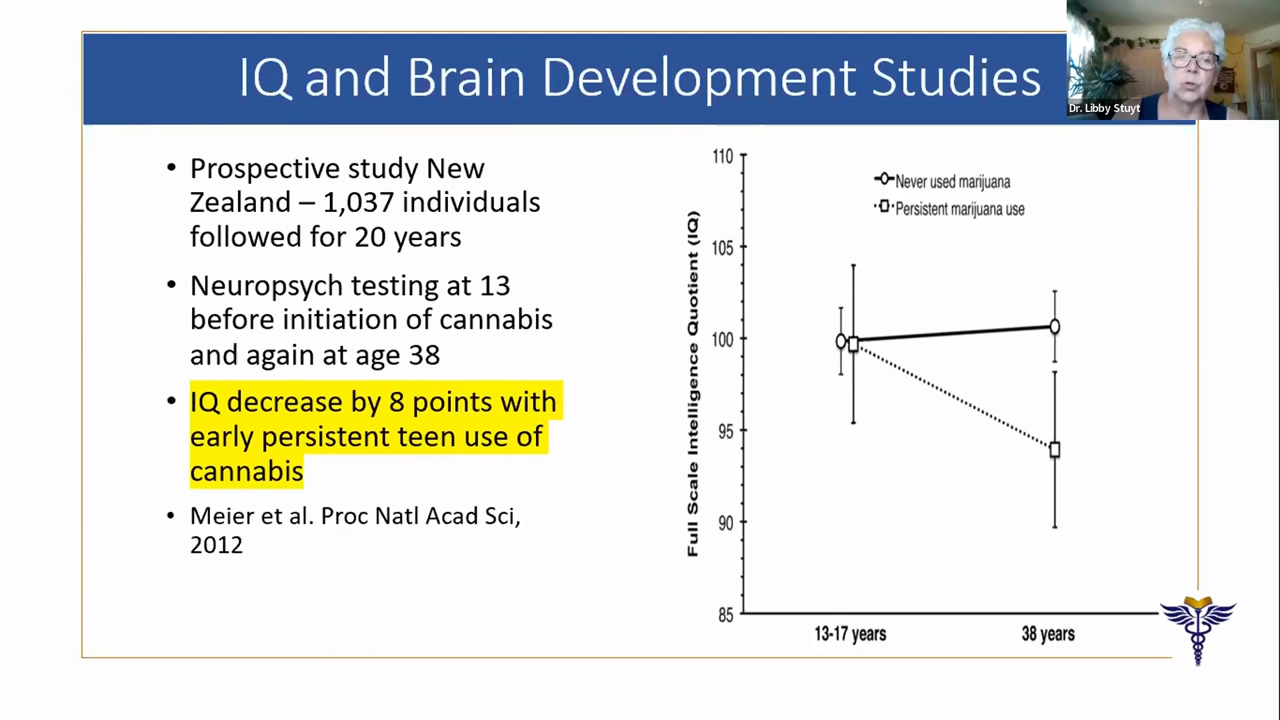 IQ and Brain Development Studies
Dr. Libby Stuyt
• Prospective study New
Zealand – 1,037 individuals
followed for 20 years
• Neuropsych testing at 13
before initiation of cannabis
and again at age 38
• IQ decrease by 8 points with
early persistent teen use of
cannabis
• Meier et al. Proc Natl Acad Sci,
2012
Full Scale Intelligence Quotient (IQ)
110
105
100
95
90
85
Never used marijuana
Persistent marijuana use
13-17 years
38 years